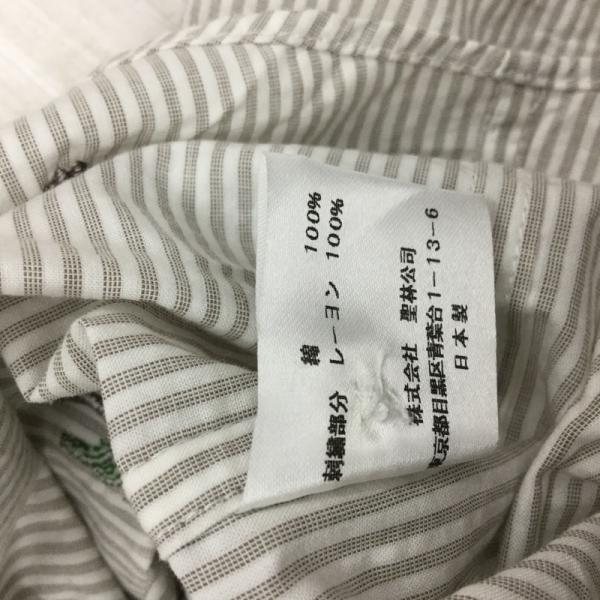 綿 100%
刺繍部分 レーヨン 100%
株式会社 聖林公司
東京都目黒区青葉台1-13-6
日本製